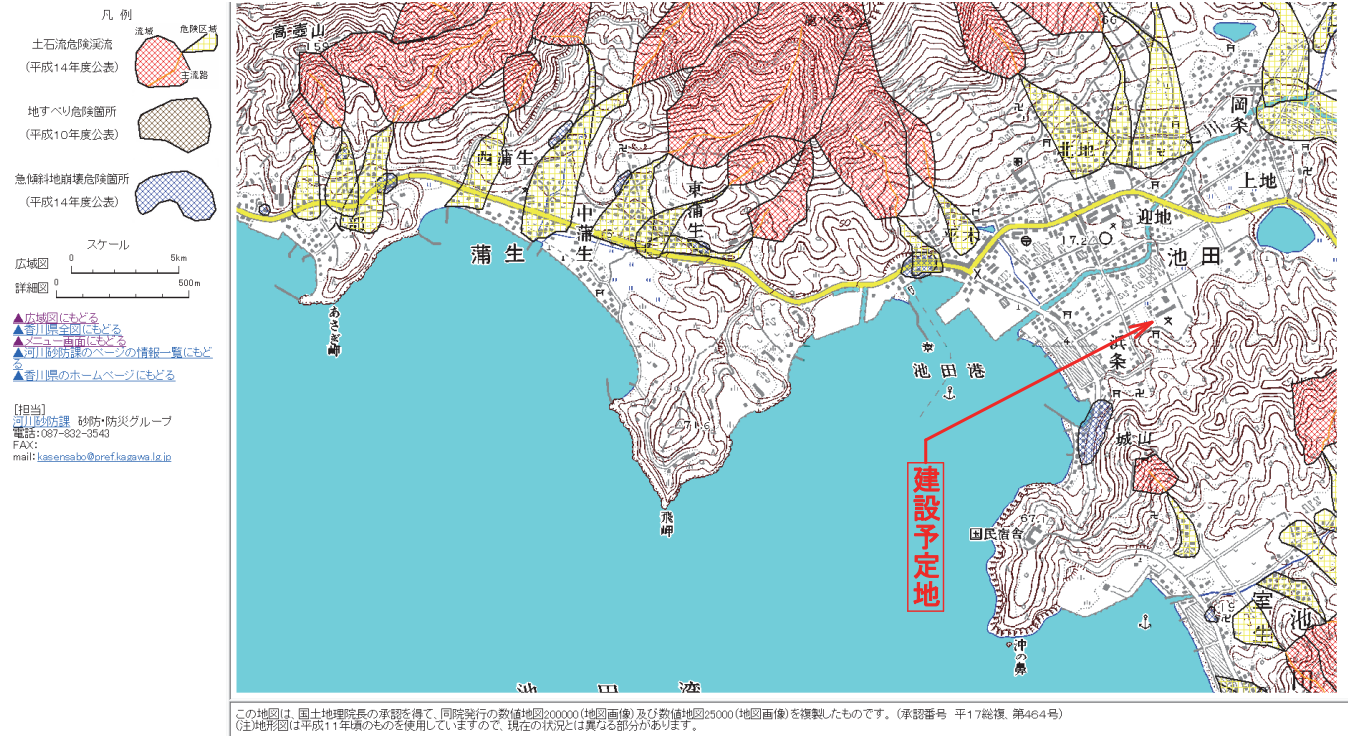 凡 例
流域
危険区域
土石流危険渓流
(平成14年度公表)
主流路
地すべり危険箇所
(平成10年度公表)
急傾斜地崩壊危険箇所
(平成14年度公表)
スケール
広域図 0 5km
詳細図 0 500m
▲広域図にもどる
▲香川県全図にもどる
▲メニュー画面にもどる
▲河川砂防課のページの情報一覧にもど
る
▲香川県のホームページにもどる
[担当]
河川砂防課 砂防・防災グループ
電話:087-832-3543
FAX:
mail:kasensabo@pref.kagawa.lg.jp
高壺山
159
66
岡条
北地
上地
西蒲生
東蒲生
中蒲生
入部
蒲生
平木
迎地
17.2
池田
浜条
4
1
池田港
71.6
城山
建設予定地
飛岬
国民宿舎
67.1
室生
池田
沖の鼻
池 田 湾
この地図は、国土地理院長の承認を得て、同院発行の数値地図200000(地図画像)及び数値地図25000(地図画像)を複製したものです。(承認番号 平17総複、第464号)
(注)地形図は平成11年頃のものを使用していますので、現在の状況とは異なる部分があります。